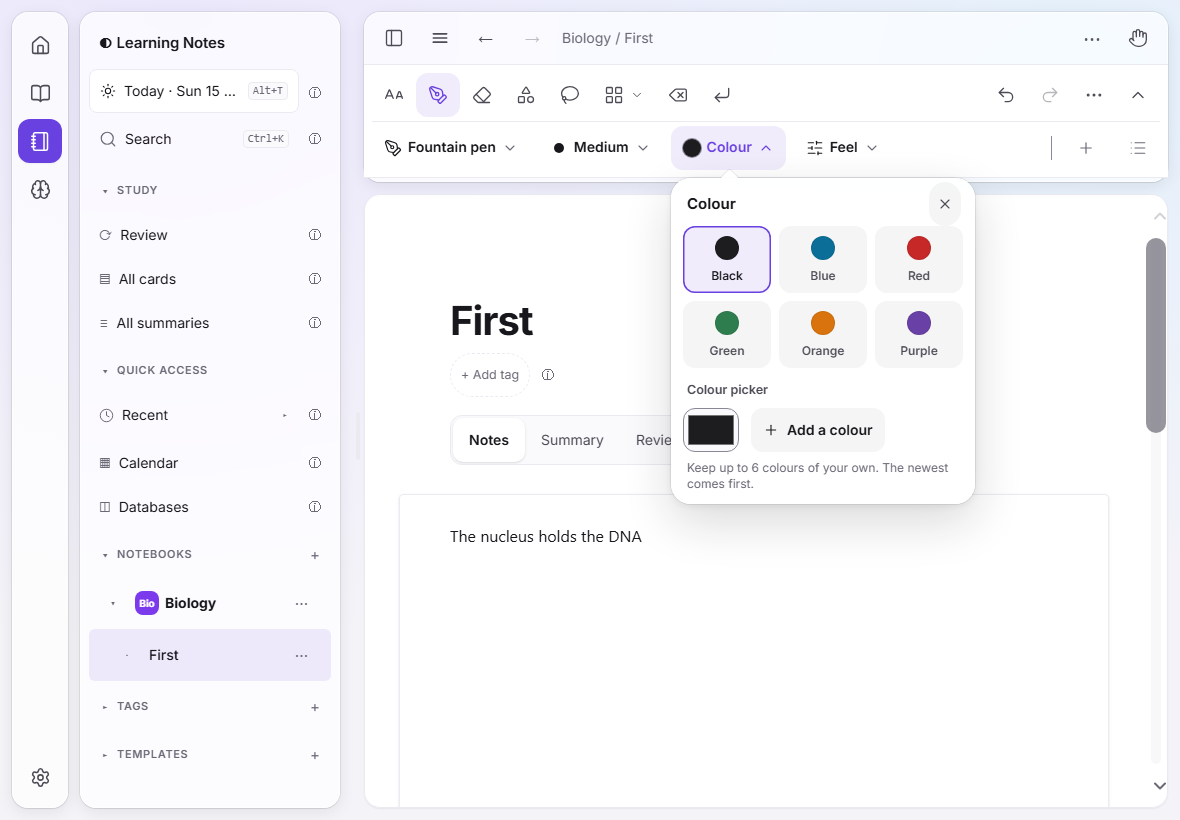 Learning Notes
Today · Sun 15 ... Alt+T
Search Ctrl+K
STUDY
Review
All cards
All summaries
QUICK ACCESS
Recent
Calendar
Databases
NOTEBOOKS
Bio Biology
First
TAGS
TEMPLATES
Biology / First
AA
Fountain pen Medium Colour Feel
Colour
Black Blue Red
Green Orange Purple
Colour picker
+ Add a colour
Keep up to 6 colours of your own. The newest
comes first.
First
+ Add tag
Notes Summary Revie
The nucleus holds the DNA